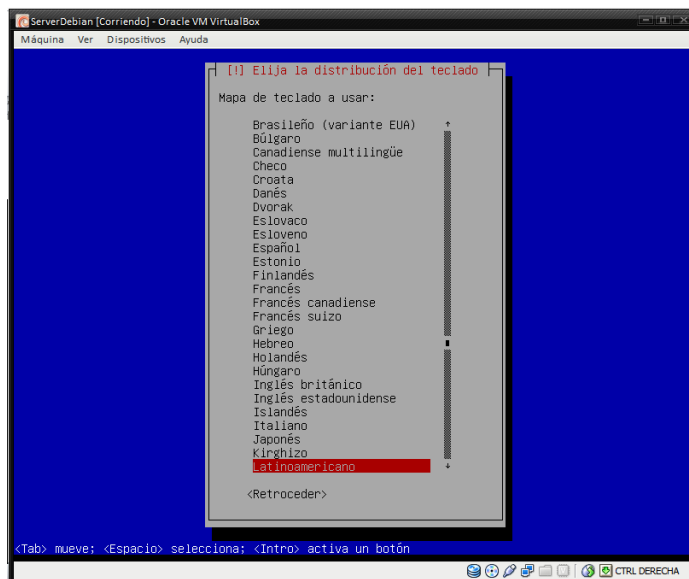 ServerDebian [Corriendo] - Oracle VM VirtualBox
Máquina Ver Dispositivos Ayuda
[!] Elija la distribución del teclado
Mapa de teclado a usar:
Brasileño (variante EUA)
Búlgaro
Canadiense multilingüe
Checo
Croata
Danés
Dvorak
Eslovaco
Esloveno
Español
Estonio
Finlandés
Francés
Francés canadiense
Francés suizo
Griego
Hebreo
Holandés
Húngaro
Inglés británico
Inglés estadounidense
Islandés
Italiano
Japonés
Kirghizo
Latinoamericano
<Retroceder>
<Tab> mueve; <Espacio> selecciona; <Intro> activa un botón
CTRL DERECHA